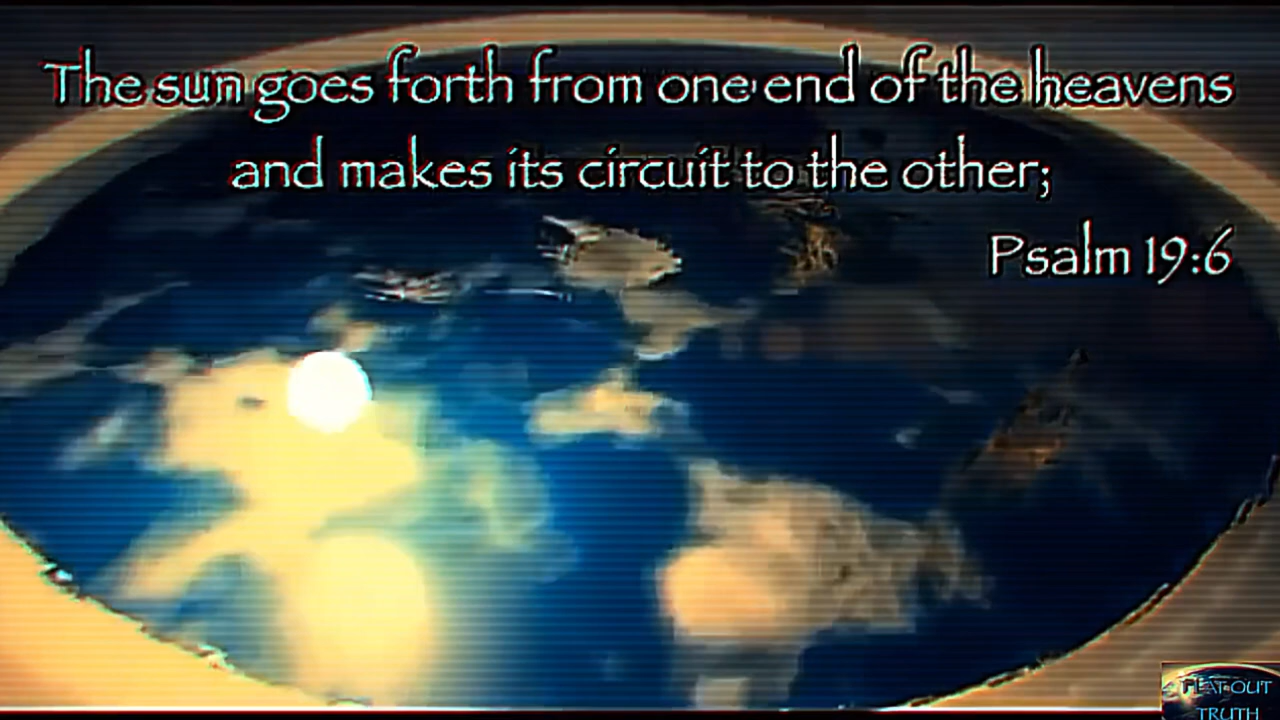 The sun goes forth from one end of the heavens
and makes its circuit to the other;
Psalm 19:6
FLAT OUT
TRUTH